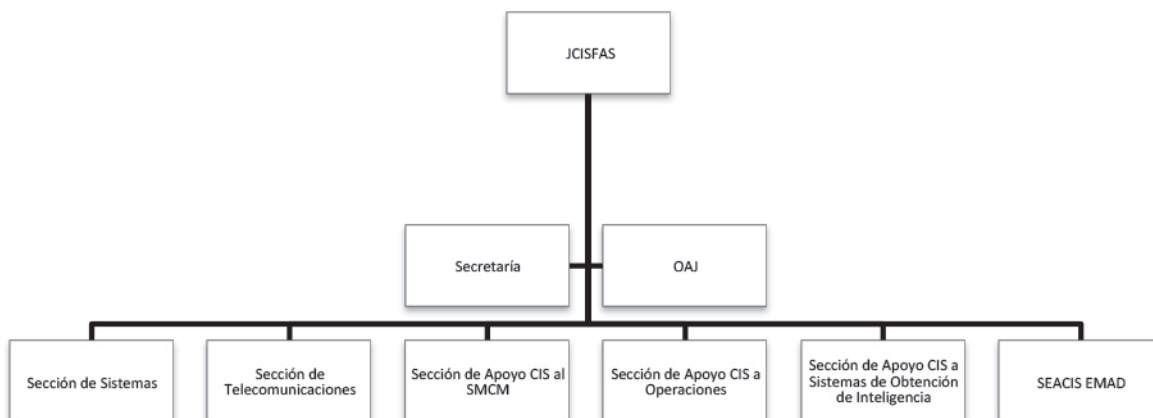 JCISFAS
Secretaría
OAJ
Sección de Sistemas
Sección de
Telecomunicaciones
Sección de Apoyo CIS al
SMCM
Sección de Apoyo CIS a
Operaciones
Sección de Apoyo CIS a
Sistemas de Obtención
de Inteligencia
SEACIS EMAD